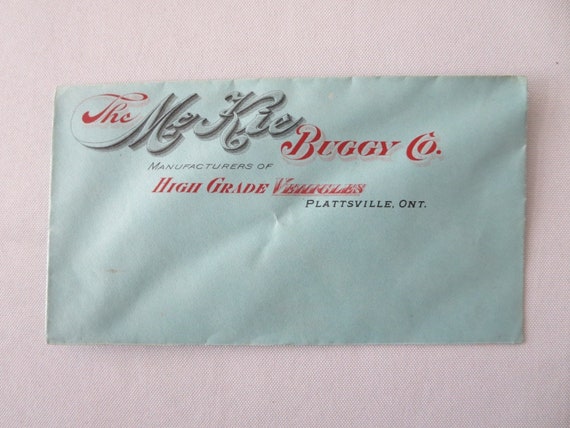 The McKie Buggy Co.
Manufacturers of
High Grade Vehicles
Plattsville, Ont.